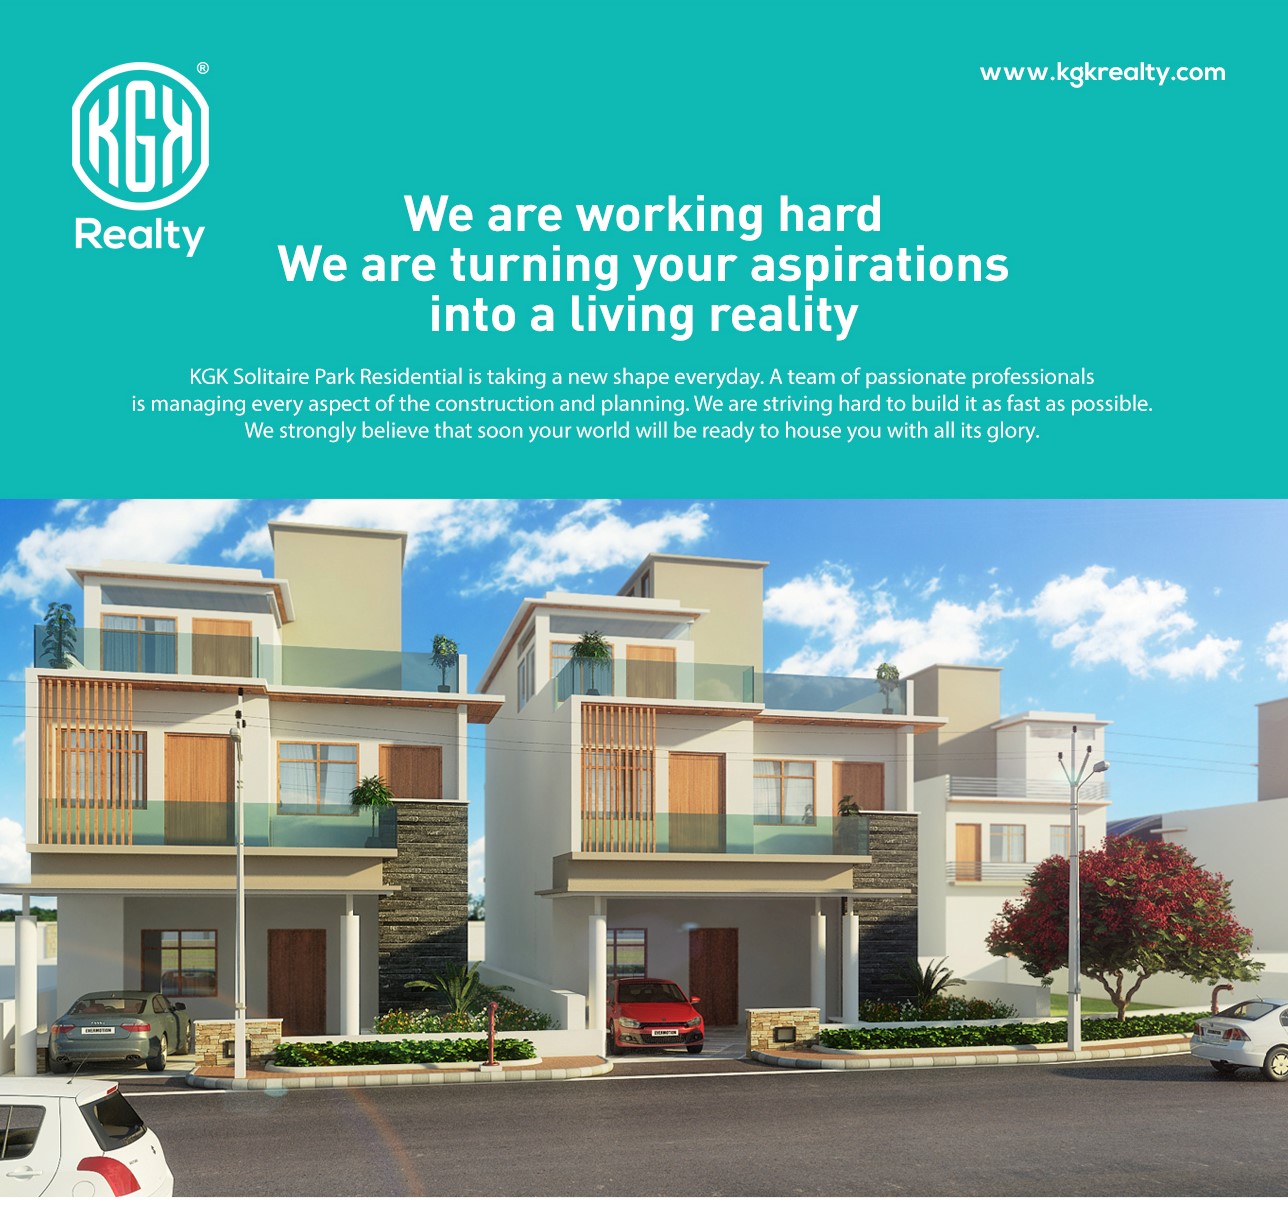 www.kgkrealty.com
KGK®
Realty
We are working hard
We are turning your aspirations
into a living reality
KGK Solitaire Park Residential is taking a new shape everyday. A team of passionate professionals
is managing every aspect of the construction and planning. We are striving hard to build it as fast as possible.
We strongly believe that soon your world will be ready to house you with all its glory.
EVERMOTION
EVERMOTION